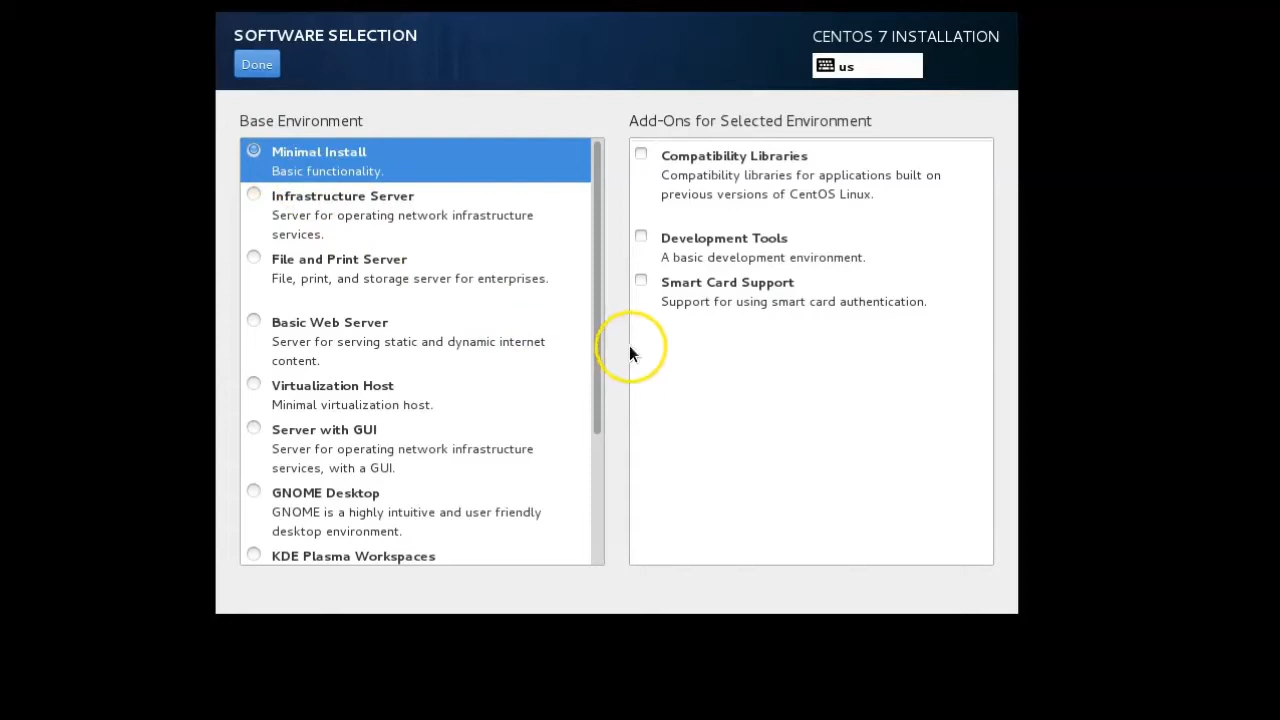 SOFTWARE SELECTION
Done
CENTOS 7 INSTALLATION
us
Base Environment
Minimal Install
Basic functionality.
Infrastructure Server
Server for operating network infrastructure
services.
File and Print Server
File, print, and storage server for enterprises.
Basic Web Server
Server for serving static and dynamic internet
content.
Virtualization Host
Minimal virtualization host.
Server with GUI
Server for operating network infrastructure
services, with a GUI.
GNOME Desktop
GNOME is a highly intuitive and user friendly
desktop environment.
KDE Plasma Workspaces
Add-Ons for Selected Environment
Compatibility Libraries
Compatibility libraries for applications built on
previous versions of CentOS Linux.
Development Tools
A basic development environment.
Smart Card Support
Support for using smart card authentication.